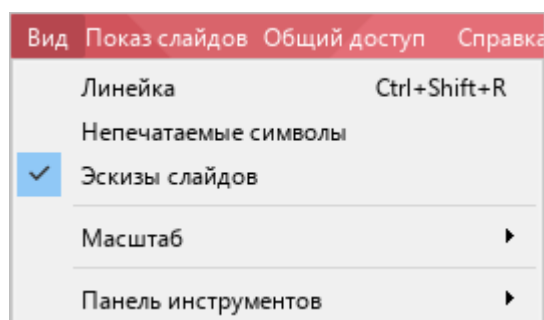 Вид Показ слайдов Общий доступ Справка
Линейка Ctrl+Shift+R
Непечатаемые символы
Эскизы слайдов
Масштаб
Панель инструментов